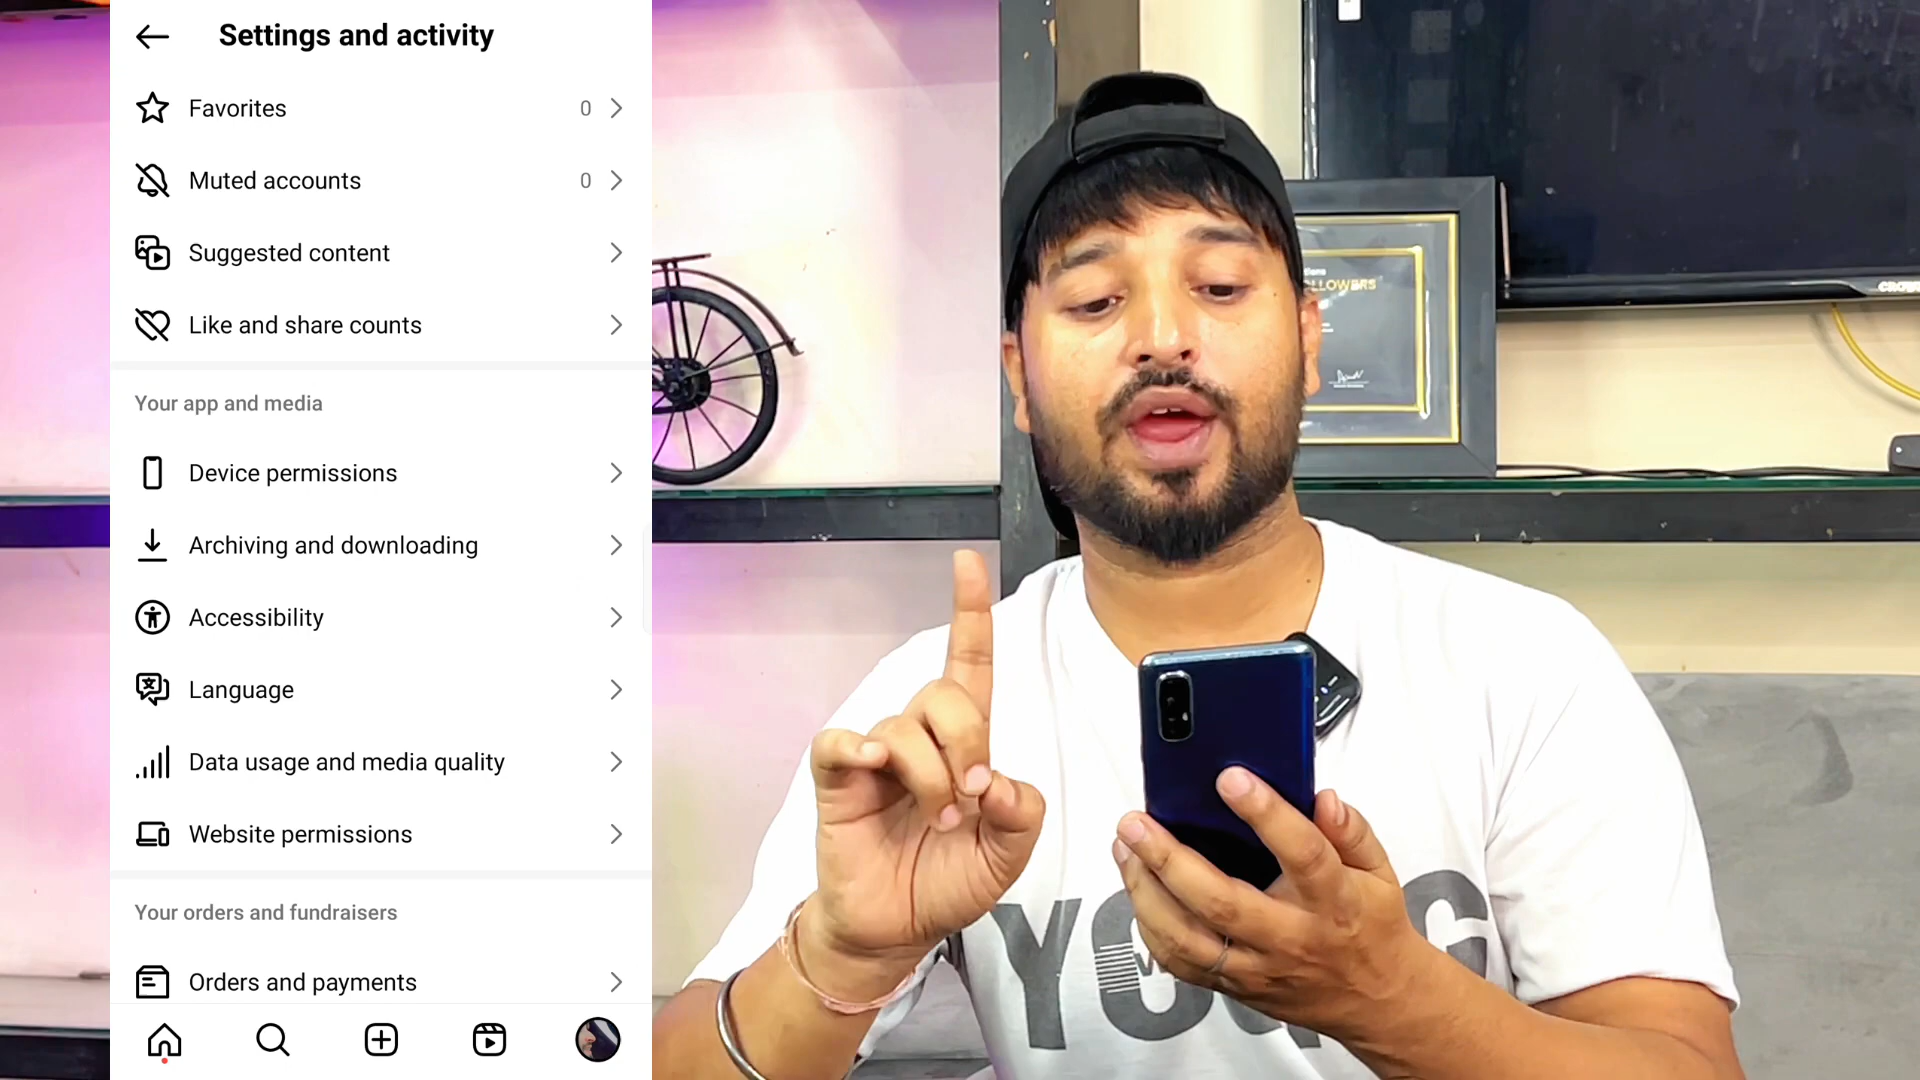 Settings and activity
Favorites 0
Muted accounts 0
Suggested content
Like and share counts
Your app and media
Device permissions
Archiving and downloading
Accessibility
Language
Data usage and media quality
Website permissions
Your orders and fundraisers
Orders and payments